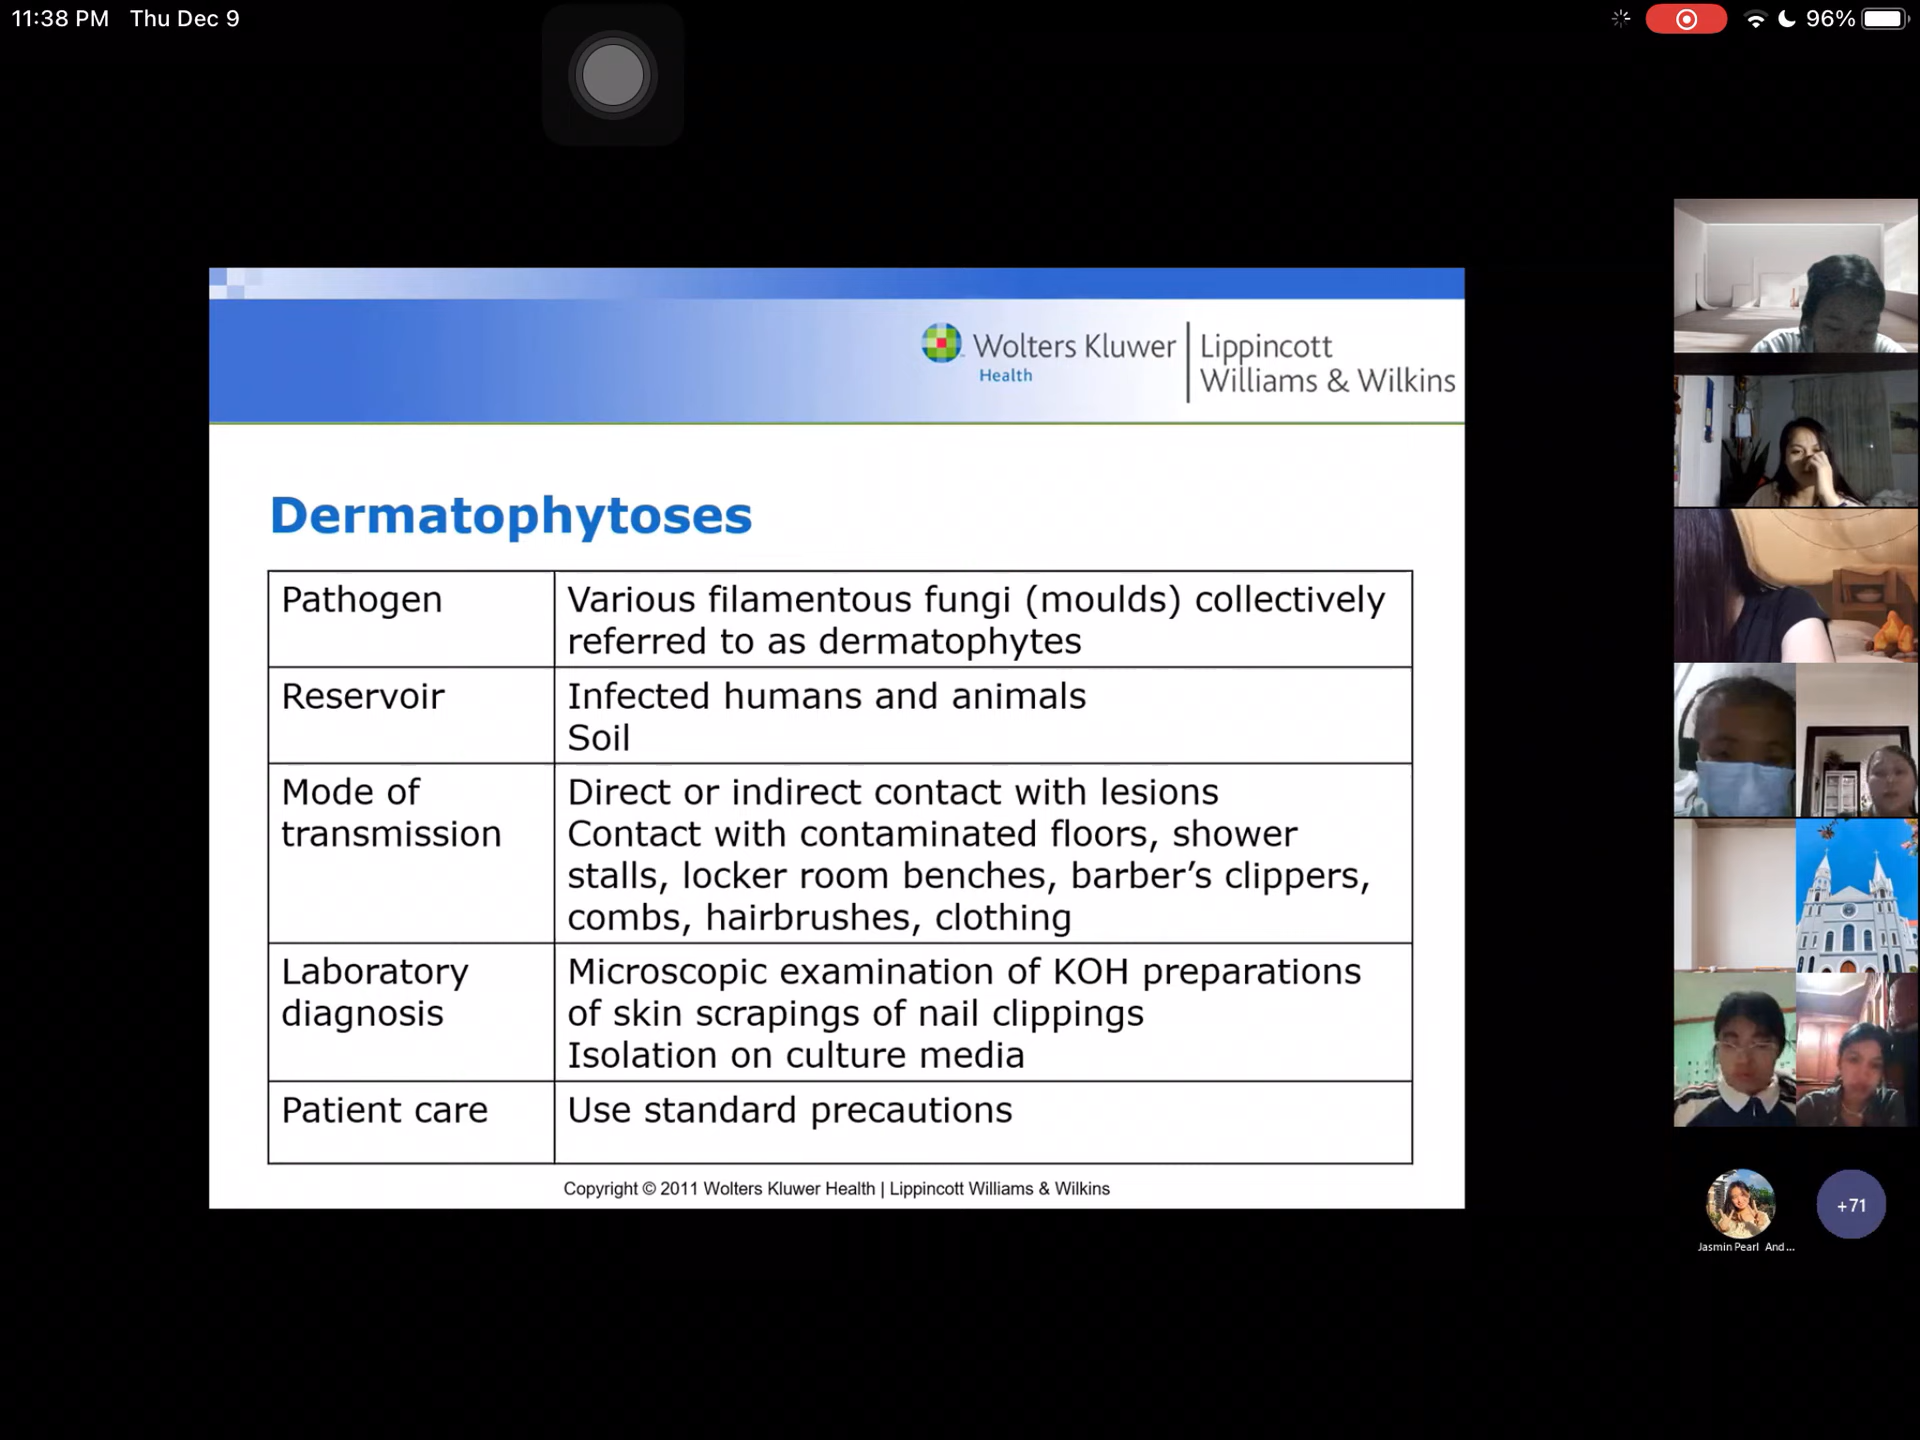 11:38 PM Thu Dec 9
96%
Wolters Kluwer
Health
Lippincott
Williams & Wilkins
Dermatophytoses
Pathogen
Various filamentous fungi (moulds) collectively
referred to as dermatophytes
Reservoir
Infected humans and animals
Soil
Mode of
transmission
Direct or indirect contact with lesions
Contact with contaminated floors, shower
stalls, locker room benches, barber’s clippers,
combs, hairbrushes, clothing
Laboratory
diagnosis
Microscopic examination of KOH preparations
of skin scrapings of nail clippings
Isolation on culture media
Patient care
Use standard precautions
Copyright © 2011 Wolters Kluwer Health | Lippincott Williams & Wilkins
+71
Jasmin Pearl And...